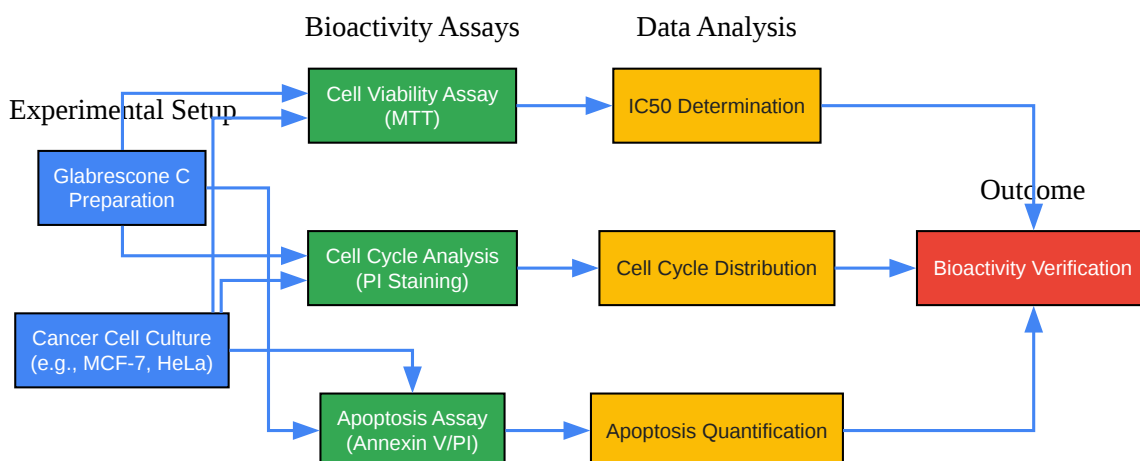 Bioactivity Assays
Data Analysis
Experimental Setup
Outcome
Cell Viability Assay
(MTT)
IC50 Determination
Glabrescone C
Preparation
Cell Cycle Analysis
(PI Staining)
Cell Cycle Distribution
Bioactivity Verification
Cancer Cell Culture
(e.g., MCF-7, HeLa)
Apoptosis Assay
(Annexin V/PI)
Apoptosis Quantification